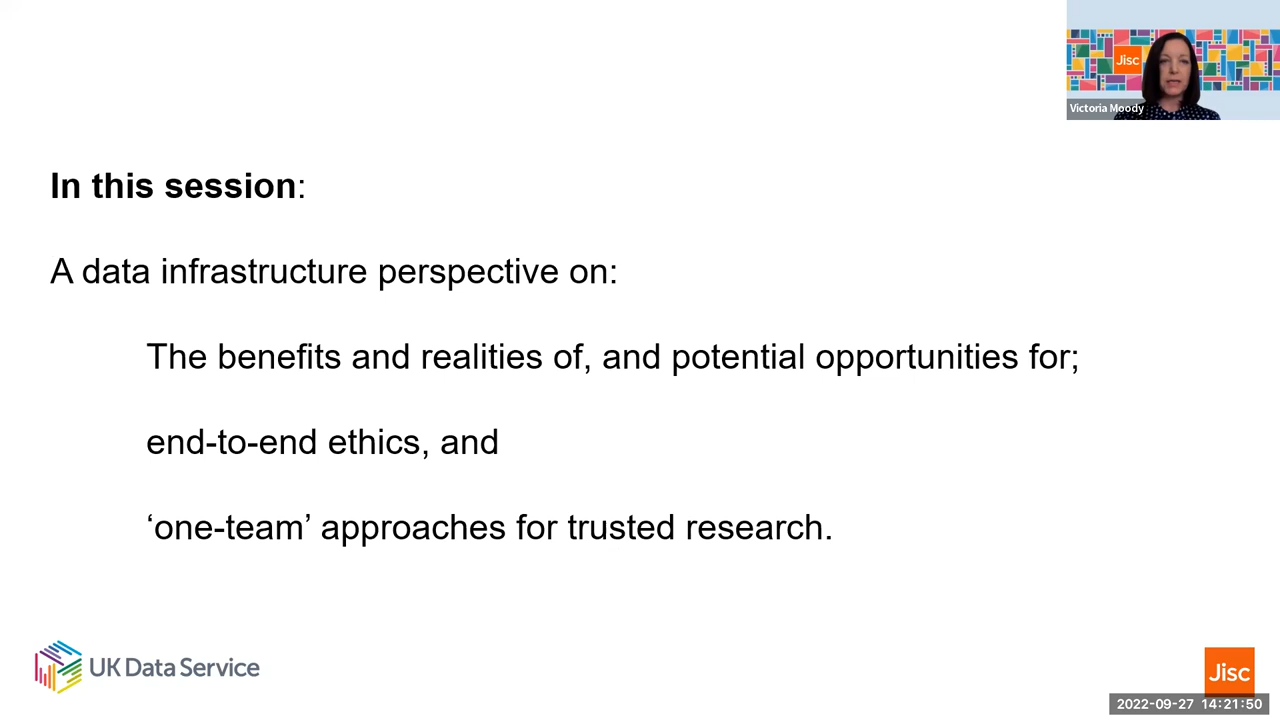 Jisc
Victoria Moody
In this session:
A data infrastructure perspective on:
The benefits and realities of, and potential opportunities for;
end-to-end ethics, and
‘one-team’ approaches for trusted research.
UK Data Service
Jisc
2022-09-27 14:21:50